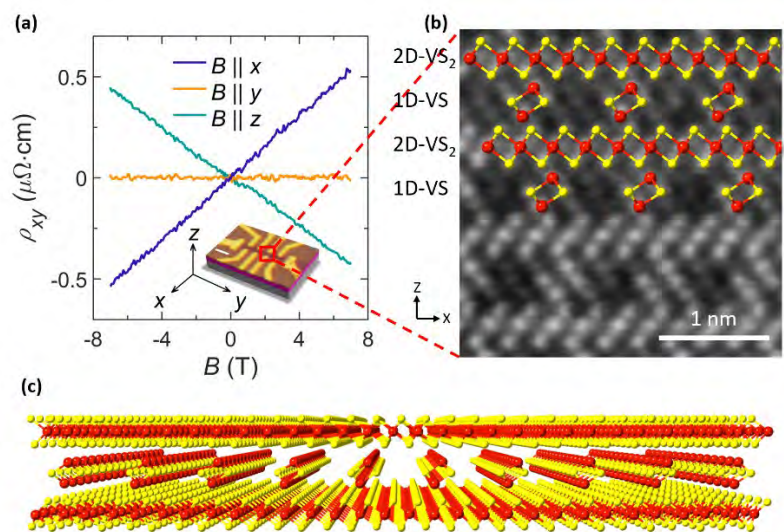 (a)
ρxy (μΩ·cm)
0.5
0
-0.5
-8
-4
0
4
8
B (T)
B || x
B || y
B || z
z
x
y
(b)
2D-VS₂
1D-VS
2D-VS₂
1D-VS
Z
X
1 nm
(c)